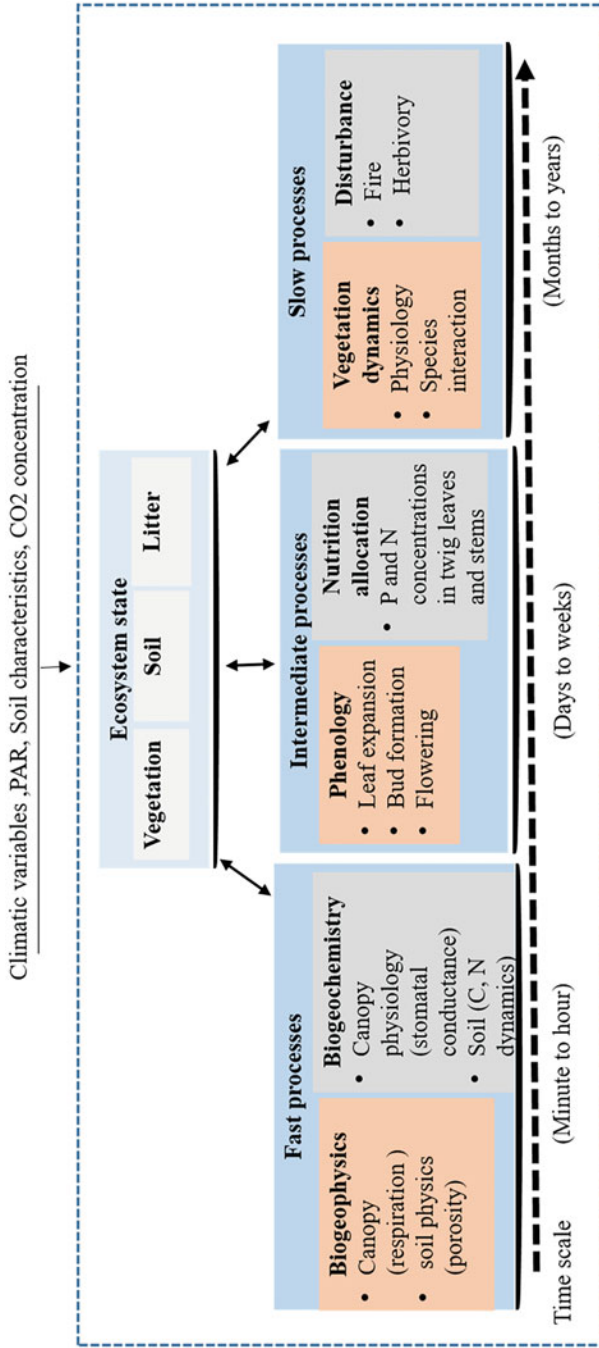 Climatic variables ,PAR, Soil characteristics, CO2 concentration
Ecosystem state
Vegetation
Soil
Litter
Fast processes
Biogeophysics
• Canopy
(respiration )
• soil physics
(porosity)
Biogeochemistry
• Canopy
physiology
(stomatal
conductance)
• Soil (C, N
dynamics)
Intermediate processes
Phenology
• Leaf expansion
• Bud formation
• Flowering
Nutrition
allocation
• P and N
concentrations
in twig leaves
and stems
Slow processes
Vegetation
dynamics
• Physiology
• Species
interaction
Disturbance
• Fire
• Herbivory
Time scale
(Minute to hour)
(Days to weeks)
(Months to years)